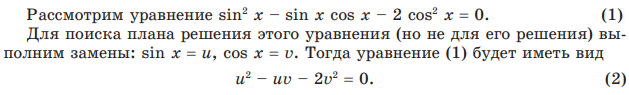 Рассмотрим уравнение sin² x − sin x cos x − 2 cos² x = 0. (1)
Для поиска плана решения этого уравнения (но не для его решения) вы-
полним замены: sin x = u, cos x = v. Тогда уравнение (1) будет иметь вид
u² − uv − 2v² = 0. (2)